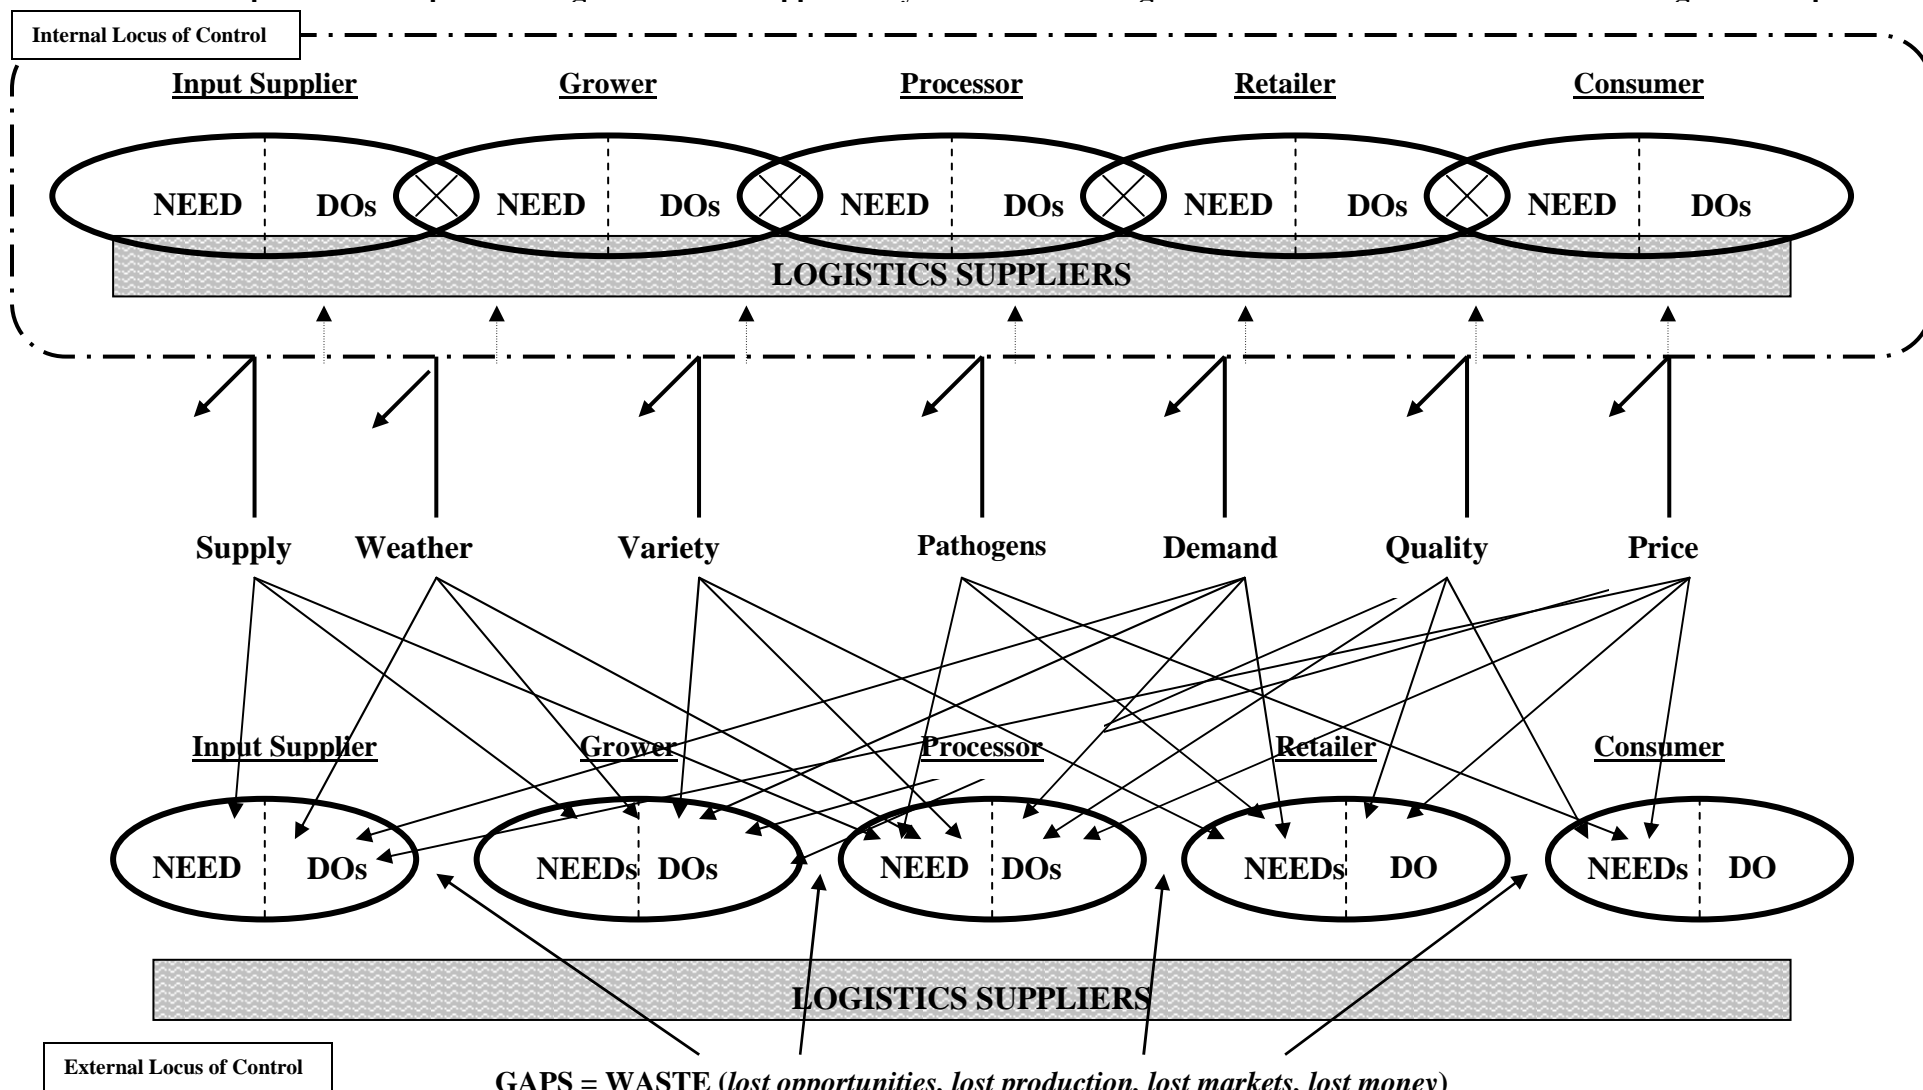 Internal Locus of Control
Input Supplier Grower Processor Retailer Consumer
NEED DOs NEED DOs NEED DOs NEED DOs NEED DOs
LOGISTICS SUPPLIERS
Supply Weather Variety Pathogens Demand Quality Price
Input Supplier Grower Processor Retailer Consumer
NEED DOs NEEDs DOs NEED DOs NEEDs DO NEEDs DO
LOGISTICS SUPPLIERS
External Locus of Control
GAPS = WASTE (lost opportunities, lost production, lost markets, lost money)